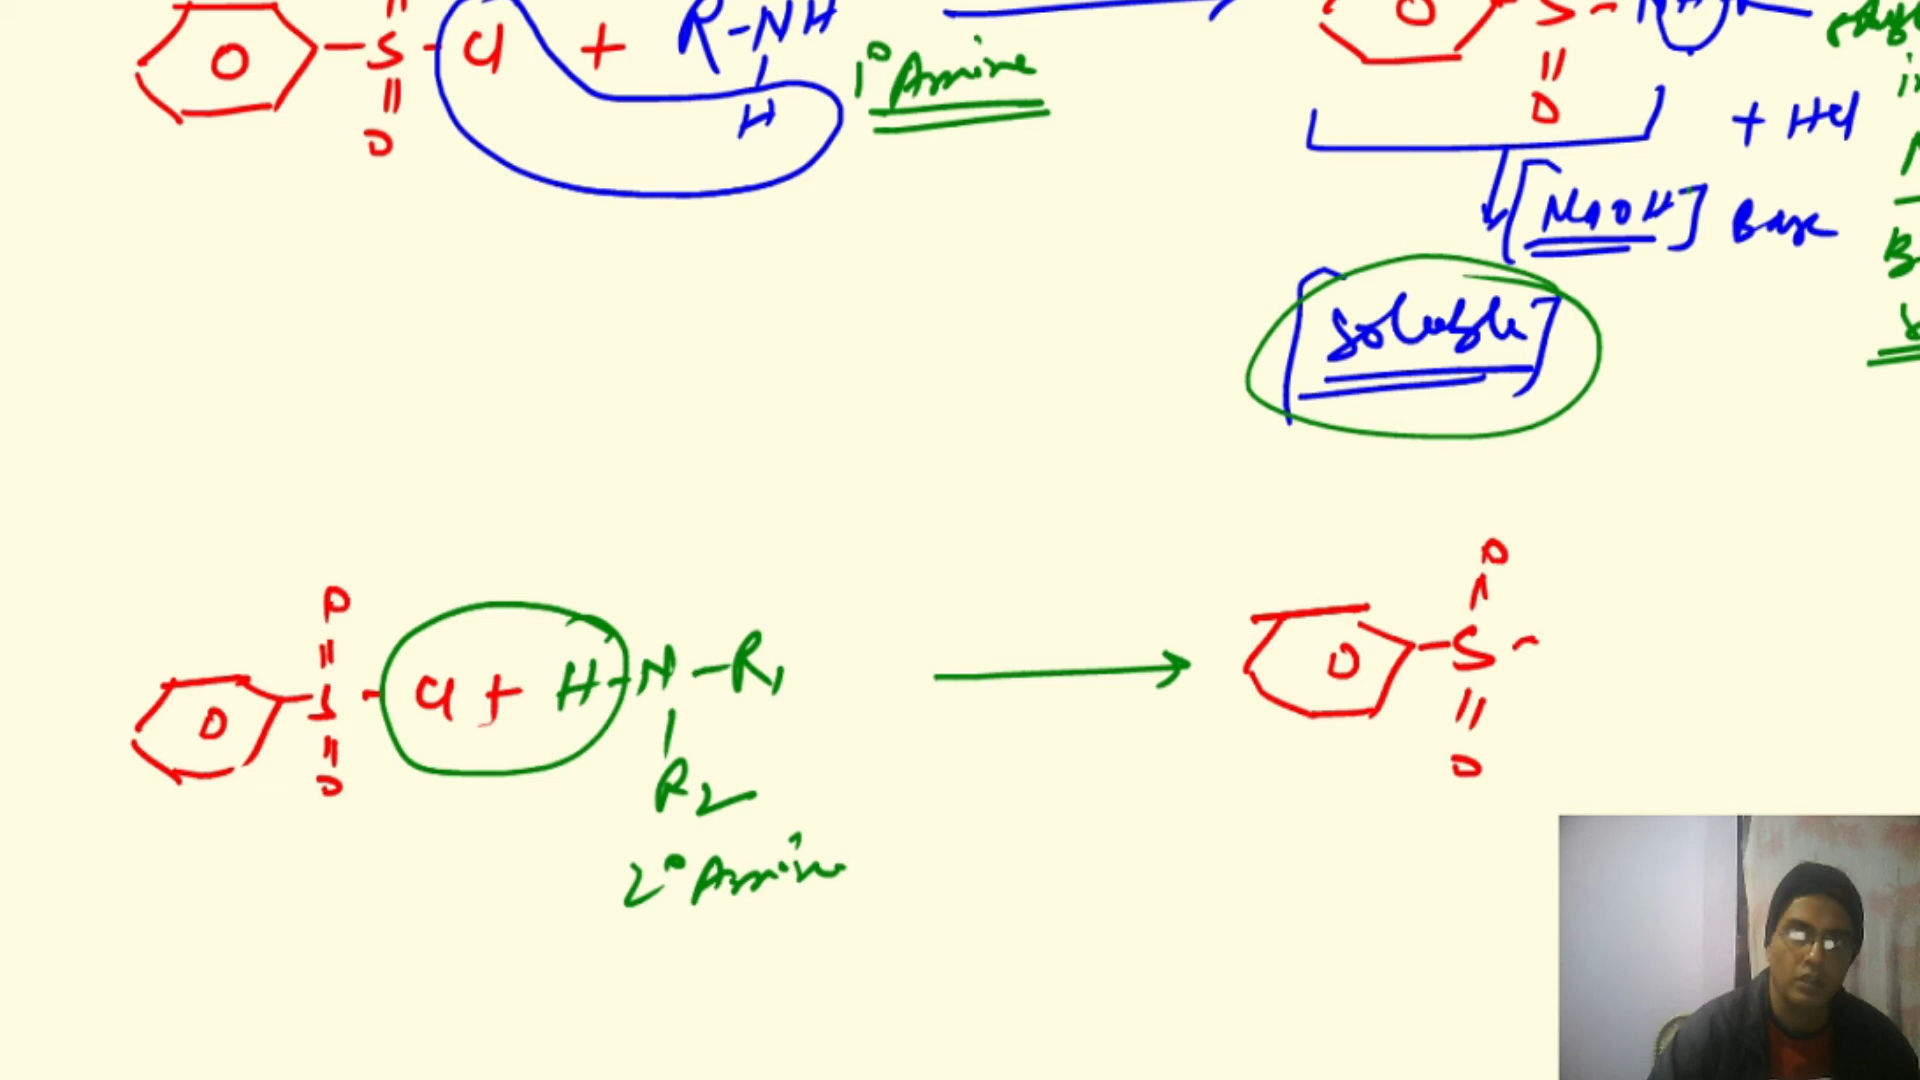 O
S - Cl + R-NH
O S - NH
O
H
1° Amine
O
+ HCl
[NaOH] Base
[soluble]
O
O
O S - Cl + H-N-R1
O
R2
2° Amine
O S -
O